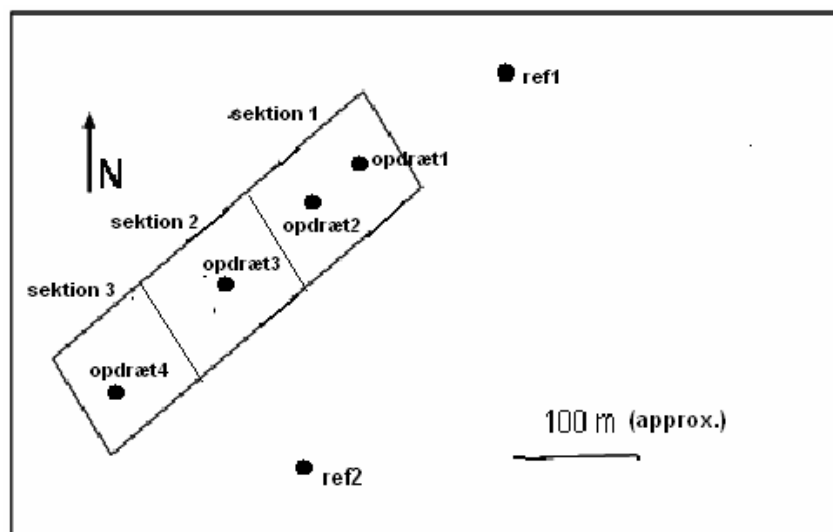 ref1
sektion 1
opdræt1
N
sektion 2
opdræt2
opdræt3
sektion 3
opdræt4
100 m (approx.)
ref2